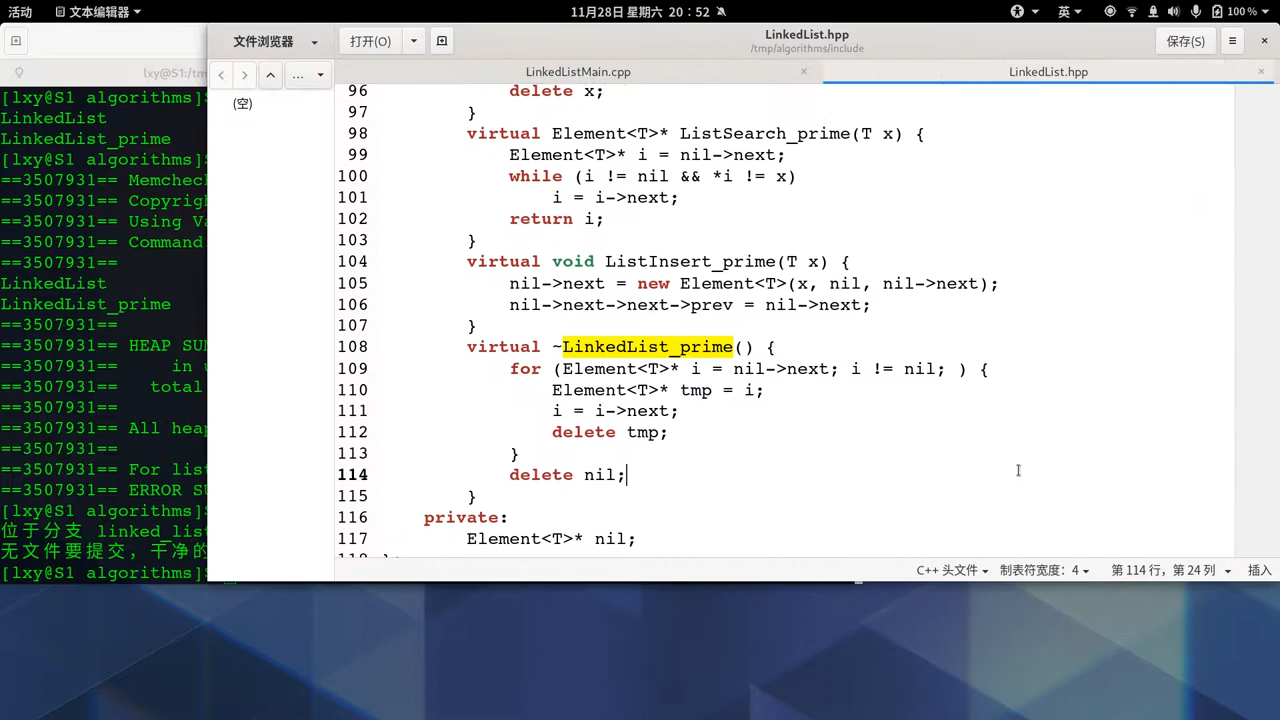 活动 文本编辑器 11月28日 星期六 20:52 英 100 %
文件浏览器 打开(O) LinkedList.hpp 保存(S)
/tmp/algorithms/include
lxy@S1:/tm ... LinkedListMain.cpp × LinkedList.hpp ×
(空)
[lxy@S1 algorithms]
LinkedList
LinkedList_prime
[lxy@S1 algorithms]
==3507931== Memchec
==3507931== Copyrig
==3507931== Using Va
==3507931== Command
==3507931==
LinkedList
LinkedList_prime
==3507931==
==3507931== HEAP SUM
==3507931== in u
==3507931== total
==3507931==
==3507931== All heap
==3507931==
==3507931== For list
==3507931== ERROR SU
[lxy@S1 algorithms]
位于分支 linked_list
无文件要提交，干净的
[lxy@S1 algorithms]
96 delete x;
97 }
98 virtual Element<T>* ListSearch_prime(T x) {
99 Element<T>* i = nil->next;
100 while (i != nil && *i != x)
101 i = i->next;
102 return i;
103 }
104 virtual void ListInsert_prime(T x) {
105 nil->next = new Element<T>(x, nil, nil->next);
106 nil->next->next->prev = nil->next;
107 }
108 virtual ~LinkedList_prime() {
109 for (Element<T>* i = nil->next; i != nil; ) {
110 Element<T>* tmp = i;
111 i = i->next;
112 delete tmp;
113 }
114 delete nil;
115 }
116 private:
117 Element<T>* nil;
C++ 头文件 制表符宽度：4 第 114 行，第 24 列 插入